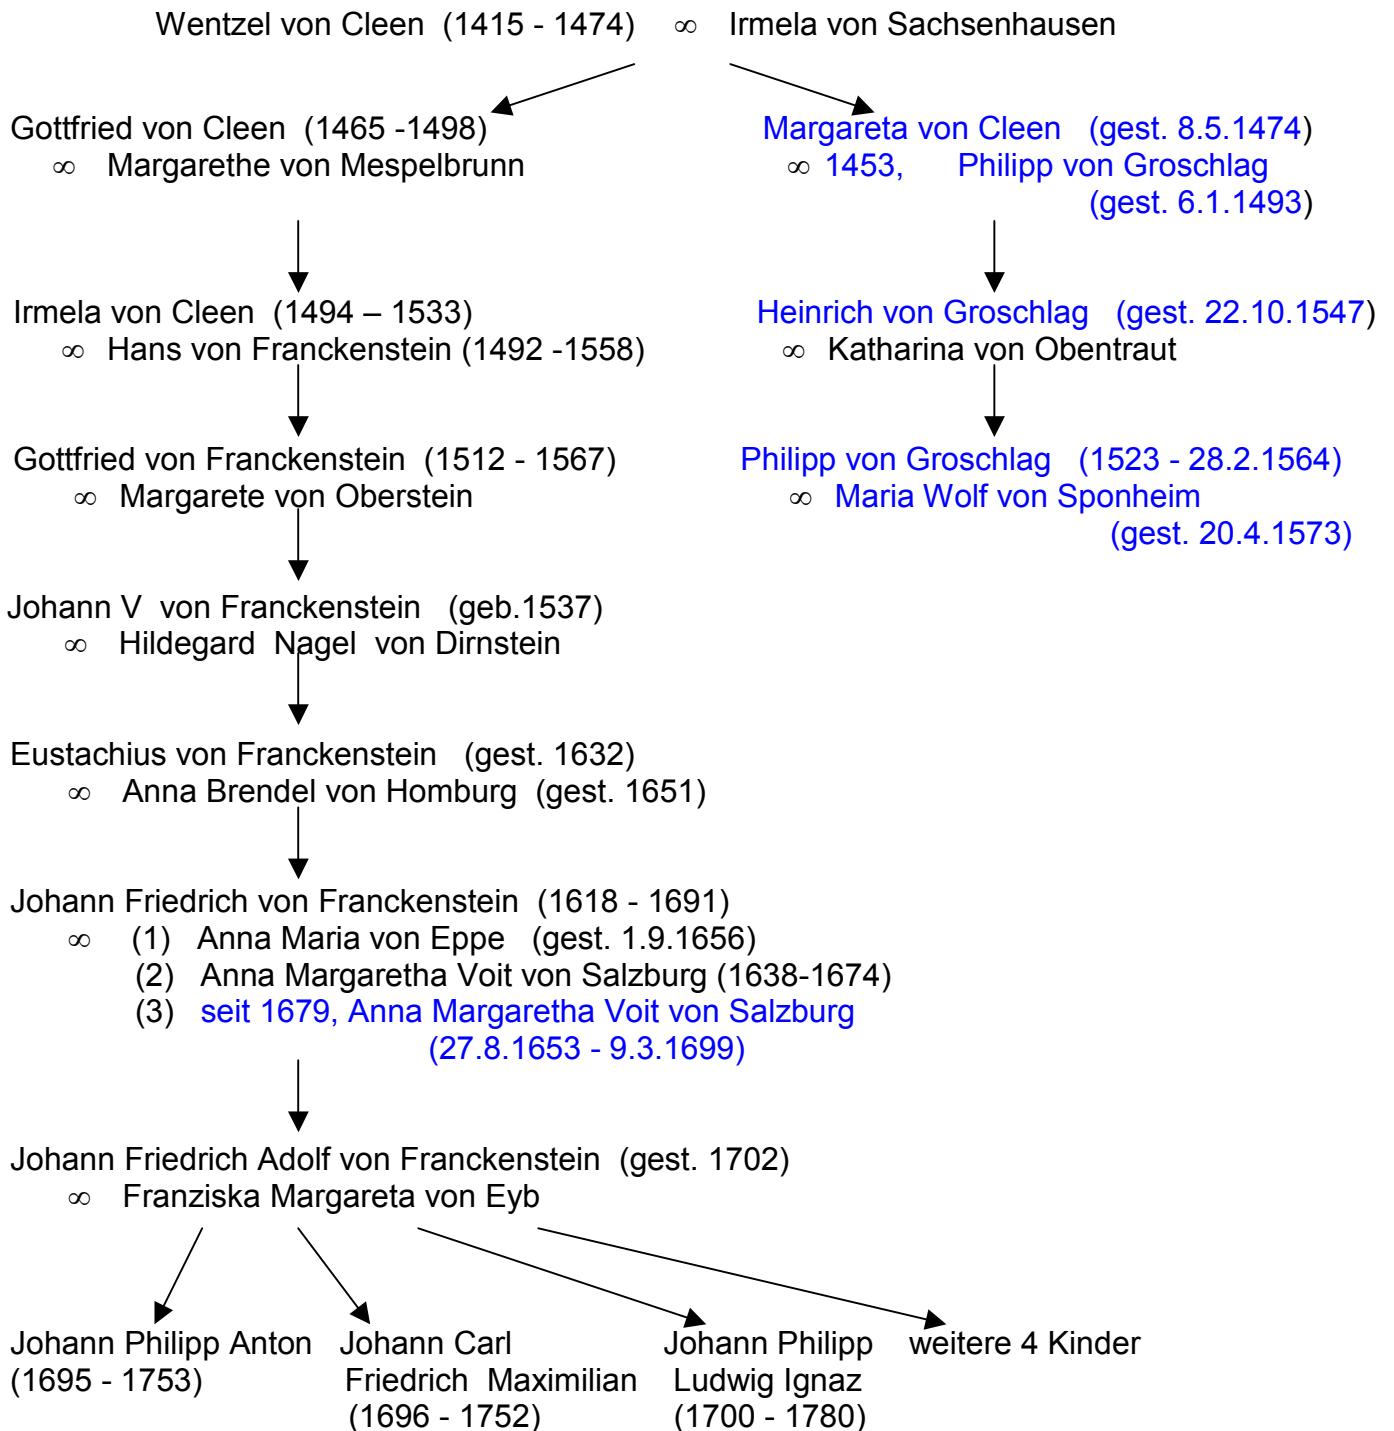 Wentzel von Cleen (1415 - 1474) ∞ Irmela von Sachsenhausen
Gottfried von Cleen (1465 -1498)
∞ Margarethe von Mespelbrunn
Margareta von Cleen (gest. 8.5.1474)
∞ 1453, Philipp von Groschlag
(gest. 6.1.1493)
Irmela von Cleen (1494 – 1533)
∞ Hans von Franckenstein (1492 -1558)
Heinrich von Groschlag (gest. 22.10.1547)
∞ Katharina von Obentraut
Gottfried von Franckenstein (1512 - 1567)
∞ Margarete von Oberstein
Philipp von Groschlag (1523 - 28.2.1564)
∞ Maria Wolf von Sponheim
(gest. 20.4.1573)
Johann V von Franckenstein (geb.1537)
∞ Hildegard Nagel von Dirnstein
Eustachius von Franckenstein (gest. 1632)
∞ Anna Brendel von Homburg (gest. 1651)
Johann Friedrich von Franckenstein (1618 - 1691)
∞ (1) Anna Maria von Eppe (gest. 1.9.1656)
(2) Anna Margaretha Voit von Salzburg (1638-1674)
(3) seit 1679, Anna Margaretha Voit von Salzburg
(27.8.1653 - 9.3.1699)
Johann Friedrich Adolf von Franckenstein (gest. 1702)
∞ Franziska Margareta von Eyb
Johann Philipp Anton
(1695 - 1753)
Johann Carl
Friedrich Maximilian
(1696 - 1752)
Johann Philipp
Ludwig Ignaz
(1700 - 1780)
weitere 4 Kinder